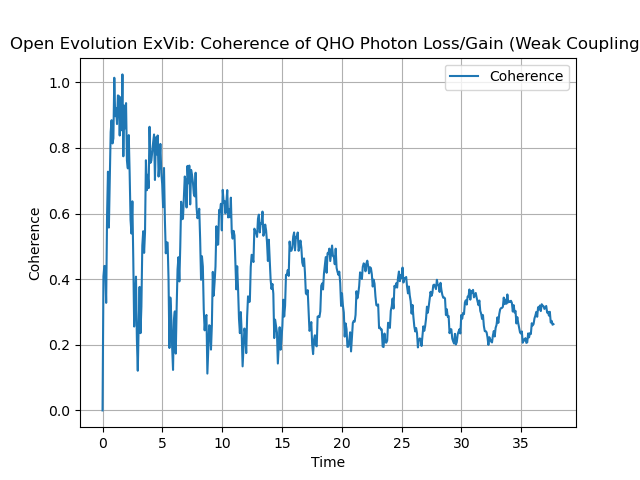 Open Evolution ExVib: Coherence of QHO Photon Loss/Gain (Weak Coupling
Coherence
1.0
0.8
0.6
0.4
0.2
0.0
Coherence
0 5 10 15 20 25 30 35
Time